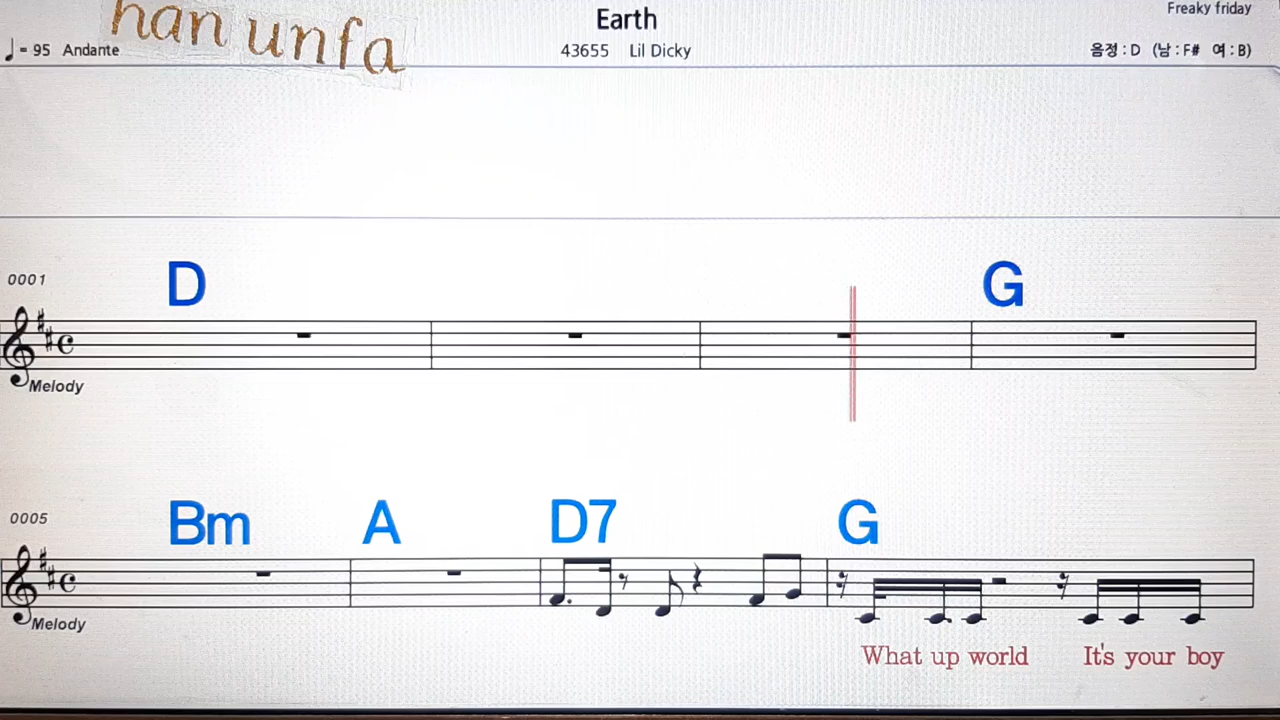 han unfa
Earth
Freaky friday
♩= 95 Andante
43655 Lil Dicky
음정 : D (남 : F# 여 : B)
0001
D G
Melody
0005
Bm A D7 G
Melody
What up world It's your boy